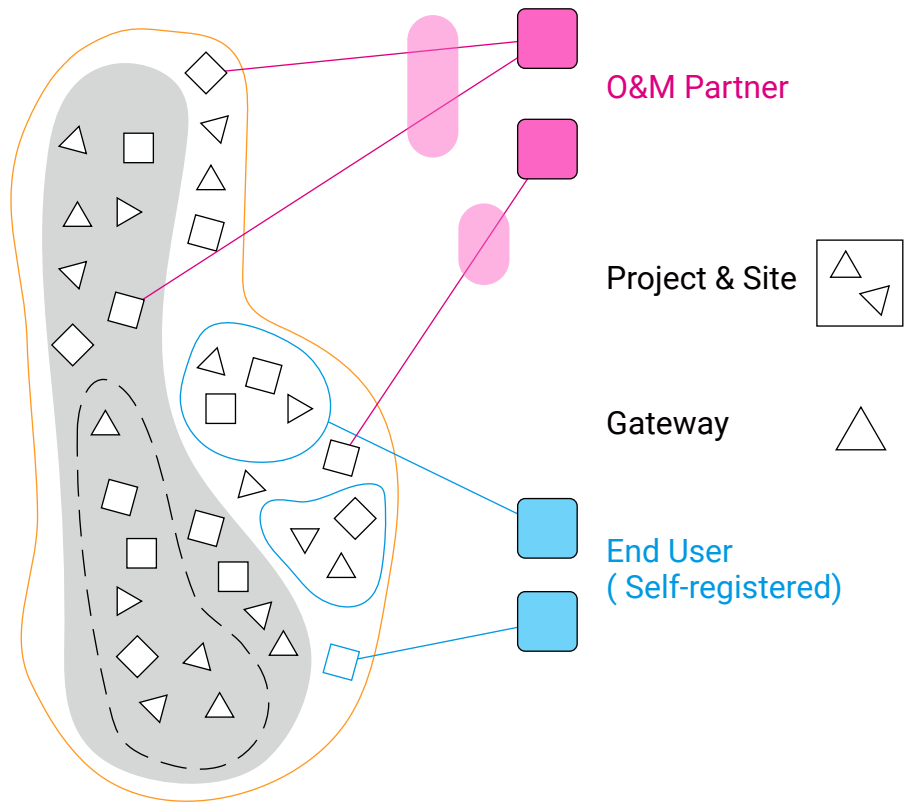 O&M Partner
Project & Site
Gateway
End User
( Self-registered)